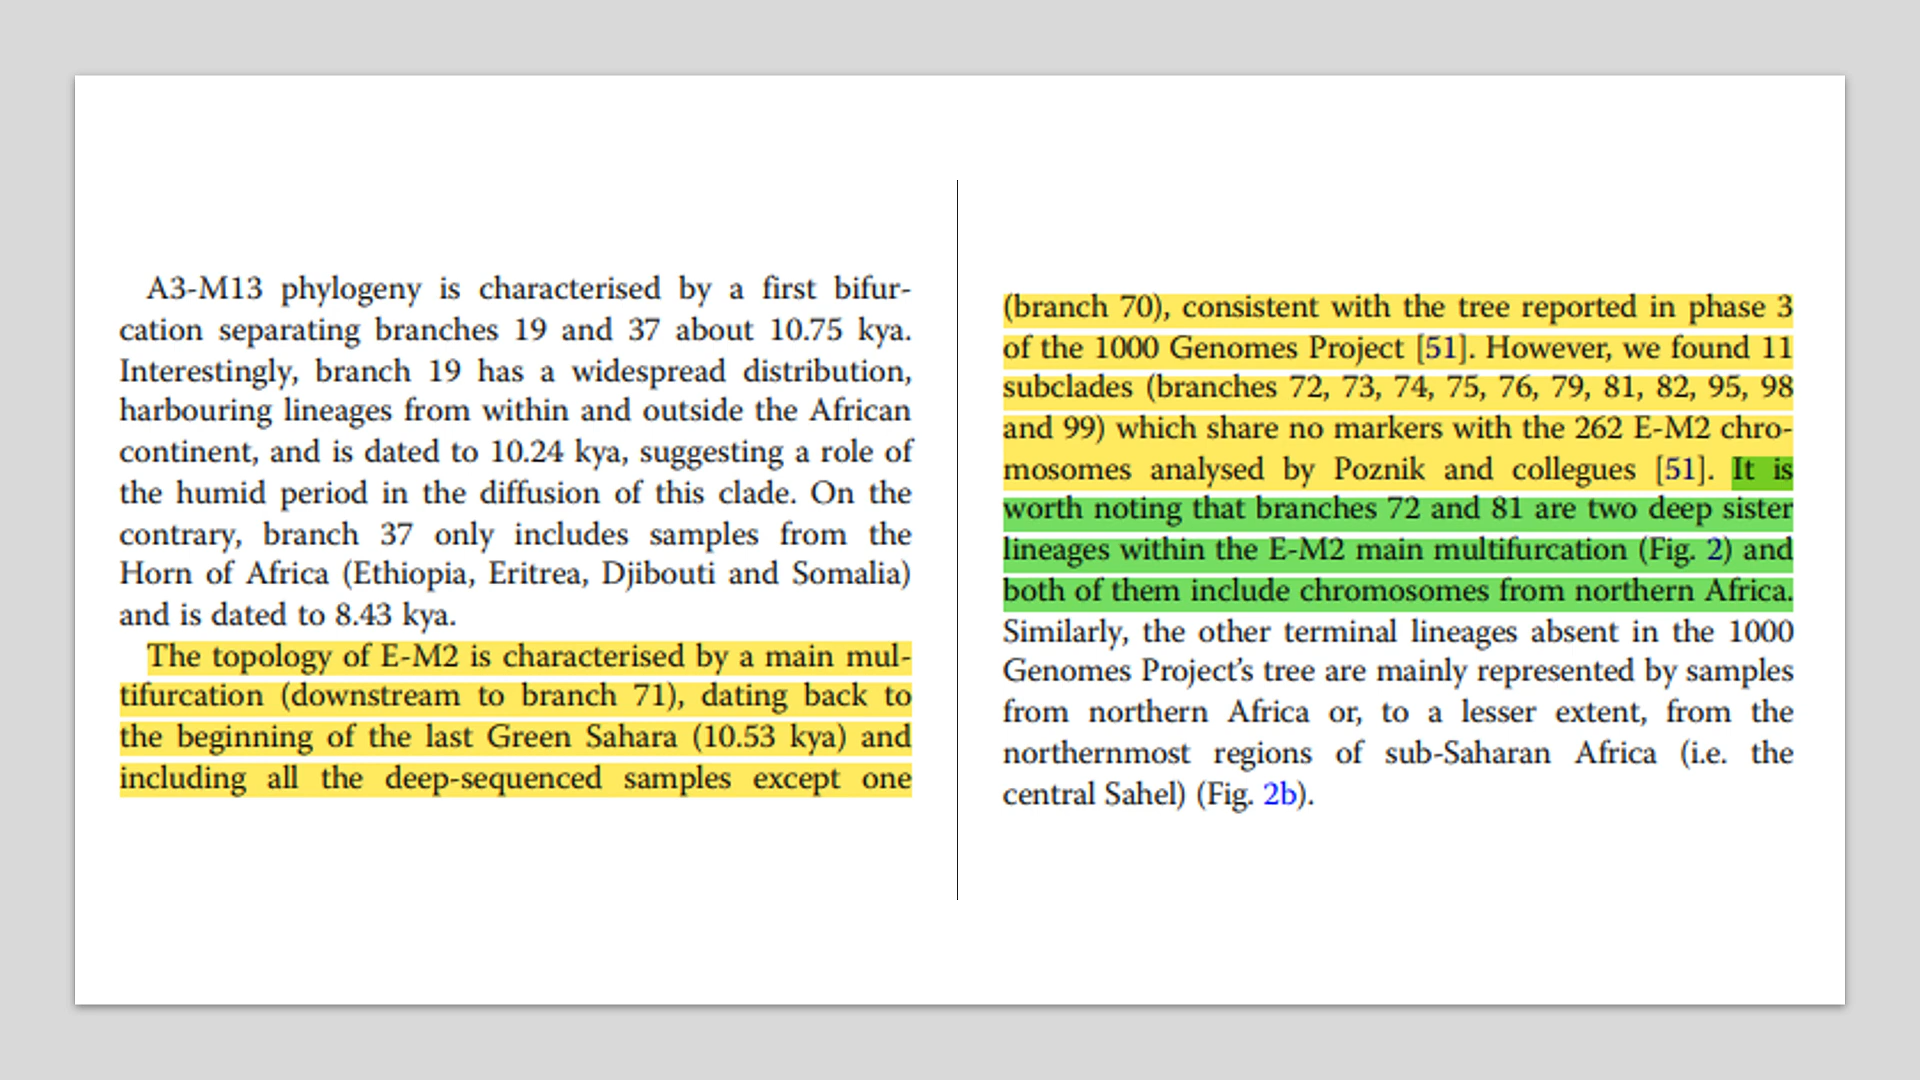 A3-M13 phylogeny is characterised by a first bifur-
cation separating branches 19 and 37 about 10.75 kya.
Interestingly, branch 19 has a widespread distribution,
harbouring lineages from within and outside the African
continent, and is dated to 10.24 kya, suggesting a role of
the humid period in the diffusion of this clade. On the
contrary, branch 37 only includes samples from the
Horn of Africa (Ethiopia, Eritrea, Djibouti and Somalia)
and is dated to 8.43 kya.
The topology of E-M2 is characterised by a main mul-
tifurcation (downstream to branch 71), dating back to
the beginning of the last Green Sahara (10.53 kya) and
including all the deep-sequenced samples except one
(branch 70), consistent with the tree reported in phase 3
of the 1000 Genomes Project [51]. However, we found 11
subclades (branches 72, 73, 74, 75, 76, 79, 81, 82, 95, 98
and 99) which share no markers with the 262 E-M2 chro-
mosomes analysed by Poznik and collegues [51]. It is
worth noting that branches 72 and 81 are two deep sister
lineages within the E-M2 main multifurcation (Fig. 2) and
both of them include chromosomes from northern Africa.
Similarly, the other terminal lineages absent in the 1000
Genomes Project's tree are mainly represented by samples
from northern Africa or, to a lesser extent, from the
northernmost regions of sub-Saharan Africa (i.e. the
central Sahel) (Fig. 2b).